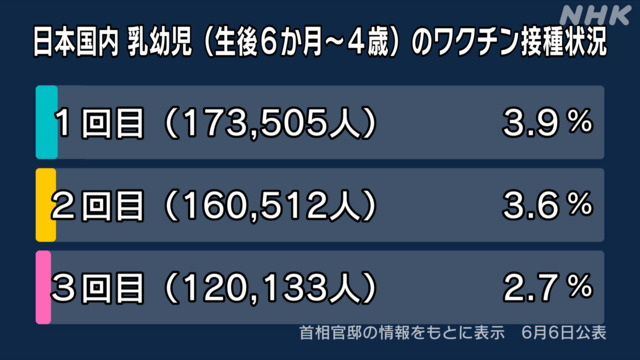 NHK
日本国内 乳幼児（生後６か月～４歳）のワクチン接種状況
１回目（173,505人） 3.9％
２回目（160,512人） 3.6％
３回目（120,133人） 2.7％
首相官邸の情報をもとに表示　6月6日公表